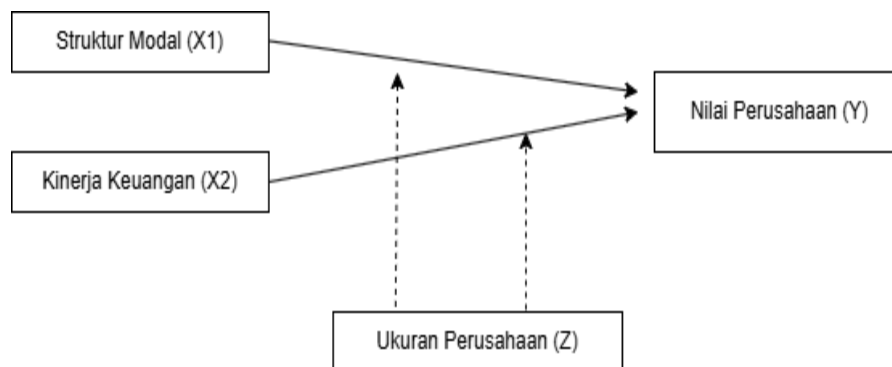 Struktur Modal (X1)
Nilai Perusahaan (Y)
Kinerja Keuangan (X2)
Ukuran Perusahaan (Z)